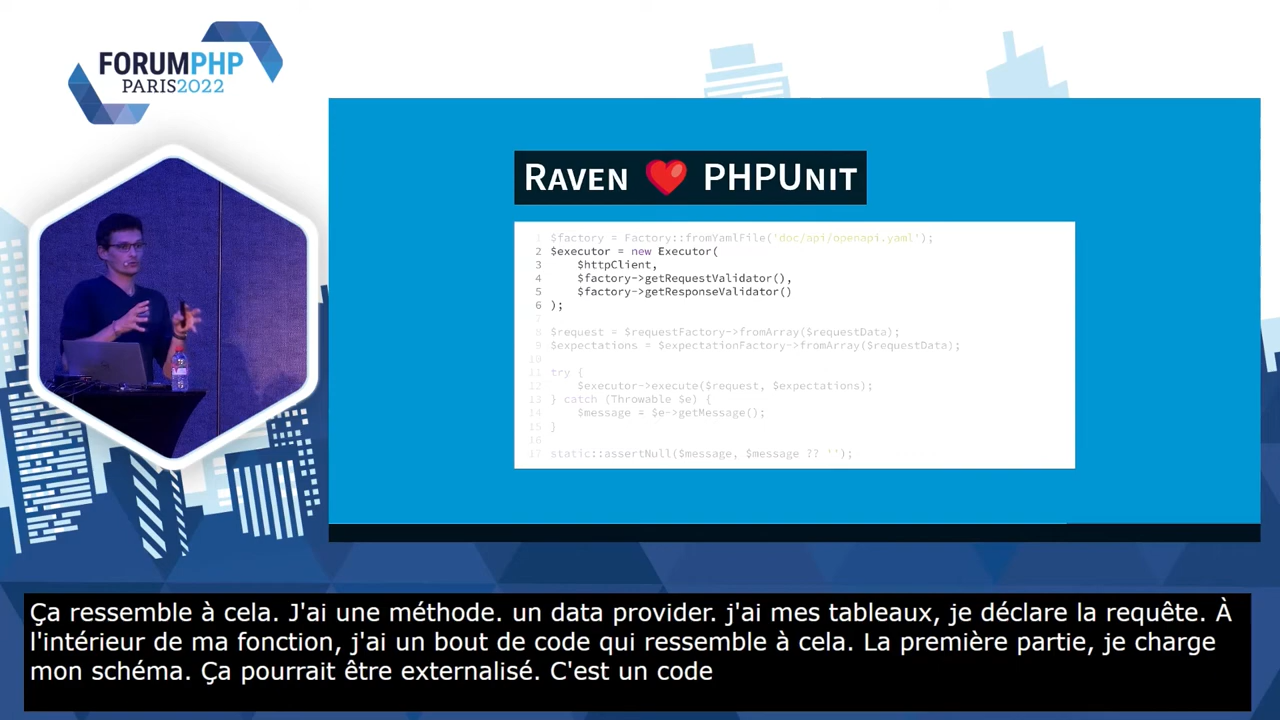 FORUMPHP
PARIS2022
RAVEN ❤ PHPUNIT
1 $factory = Factory::fromYamlFile('doc/api/openapi.yaml');
2 $executor = new Executor(
3 $httpClient,
4 $factory->getRequestValidator(),
5 $factory->getResponseValidator()
6 );
7
8 $request = $requestFactory->fromArray($requestData);
9 $expectations = $expectationFactory->fromArray($requestData);
10
11 try {
12 $executor->execute($request, $expectations);
13 } catch (Throwable $e) {
14 $message = $e->getMessage();
15 }
16
17 static::assertNull($message, $message ?? '');
Ça ressemble à cela. J'ai une méthode. un data provider. j'ai mes tableaux, je déclare la requête. À
l'intérieur de ma fonction, j'ai un bout de code qui ressemble à cela. La première partie, je charge
mon schéma. Ça pourrait être externalisé. C'est un code